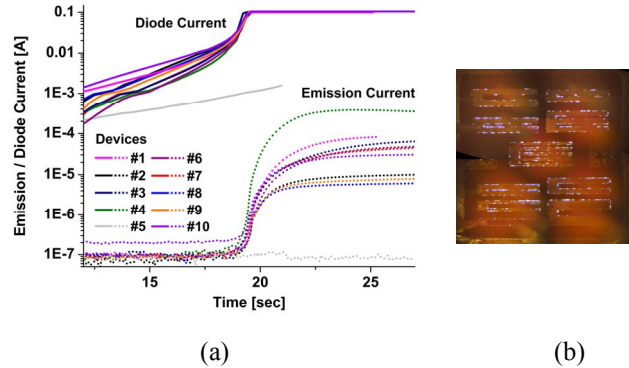 0.1
Diode Current
0.01
1E-3
Emission Current
1E-4
Devices
#1 #6
#2 #7
#3 #8
#4 #9
#5 #10
1E-5
1E-6
1E-7
15 20 25
Time [sec]
Emission / Diode Current [A]
(a) (b)